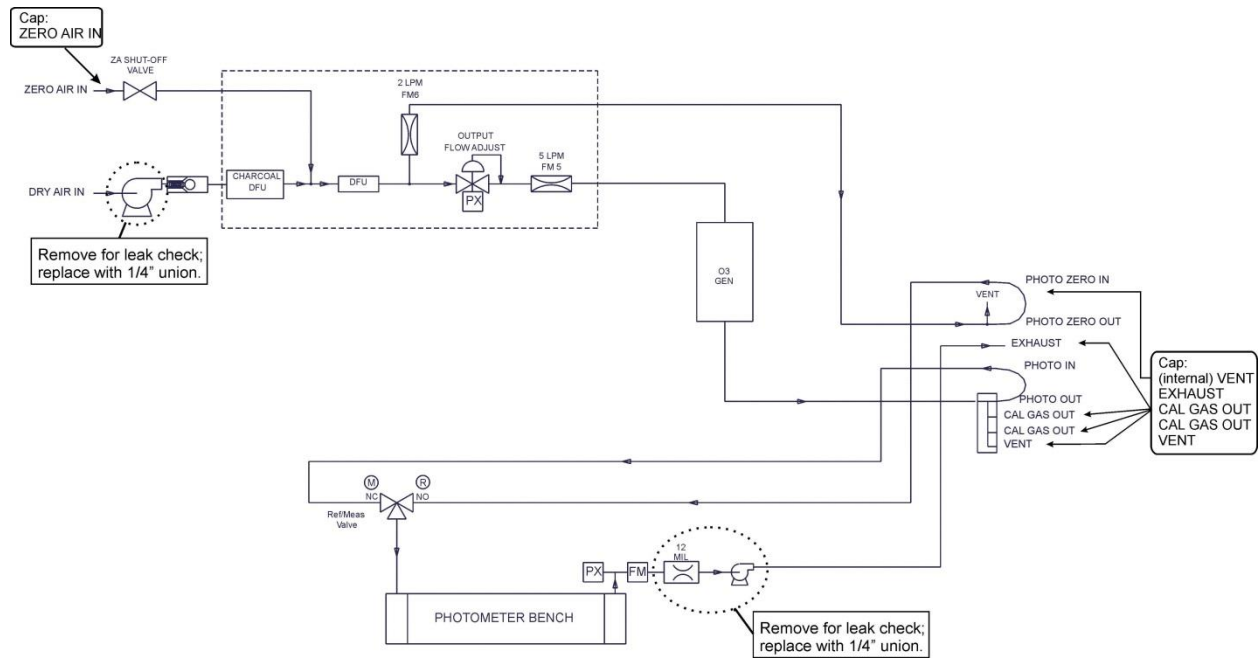 Cap:
ZERO AIR IN
ZA SHUT-OFF
VALVE
ZERO AIR IN
2 LPM
FM6
OUTPUT
FLOW ADJUST
5 LPM
FM 5
CHARCOAL
DFU
DFU
PX
DRY AIR IN
Remove for leak check;
replace with 1/4" union.
O3
GEN
PHOTO ZERO IN
VENT
PHOTO ZERO OUT
EXHAUST
PHOTO IN
PHOTO OUT
CAL GAS OUT
CAL GAS OUT
VENT
Cap:
(internal) VENT
EXHAUST
CAL GAS OUT
CAL GAS OUT
VENT
M
R
NC
NO
Ref/Meas
Valve
12
MIL
PX
FM
PHOTOMETER BENCH
Remove for leak check;
replace with 1/4" union.